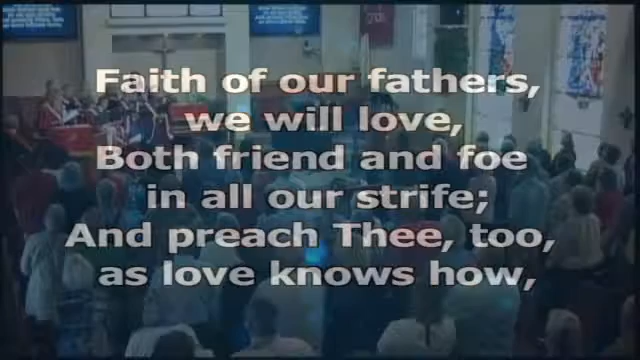 Faith of our fathers,
we will love,
Both friend and foe
in all our strife;
And preach Thee, too,
as love knows how,